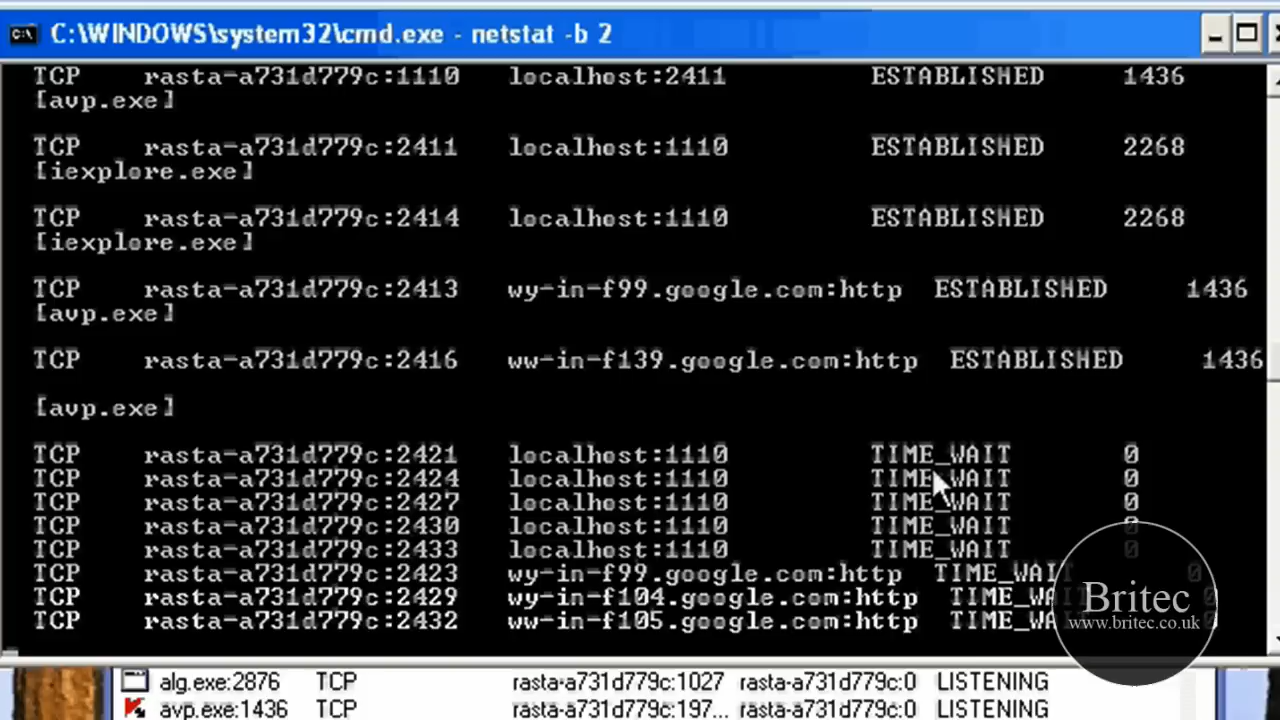 C:\WINDOWS\system32\cmd.exe - netstat -b 2
TCP rasta-a731d779c:1110 localhost:2411 ESTABLISHED 1436
[avp.exe]
TCP rasta-a731d779c:2411 localhost:1110 ESTABLISHED 2268
[iexplore.exe]
TCP rasta-a731d779c:2414 localhost:1110 ESTABLISHED 2268
[iexplore.exe]
TCP rasta-a731d779c:2413 wy-in-f99.google.com:http ESTABLISHED 1436
[avp.exe]
TCP rasta-a731d779c:2416 ww-in-f139.google.com:http ESTABLISHED 1436
[avp.exe]
TCP rasta-a731d779c:2421 localhost:1110 TIME_WAIT 0
TCP rasta-a731d779c:2424 localhost:1110 TIME_WAIT 0
TCP rasta-a731d779c:2427 localhost:1110 TIME_WAIT 0
TCP rasta-a731d779c:2430 localhost:1110 TIME_WAIT 0
TCP rasta-a731d779c:2433 localhost:1110 TIME_WAIT 0
TCP rasta-a731d779c:2423 wy-in-f99.google.com:http TIME_WAIT 0
TCP rasta-a731d779c:2429 wy-in-f104.google.com:http TIME_WA 0
TCP rasta-a731d779c:2432 ww-in-f105.google.com:http TIME_WA 0
Britec
www.britec.co.uk
alg.exe:2876 TCP rasta-a731d779c:1027 rasta-a731d779c:0 LISTENING
avp.exe:1436 TCP rasta-a731d779c:197... rasta-a731d779c:0 LISTENING